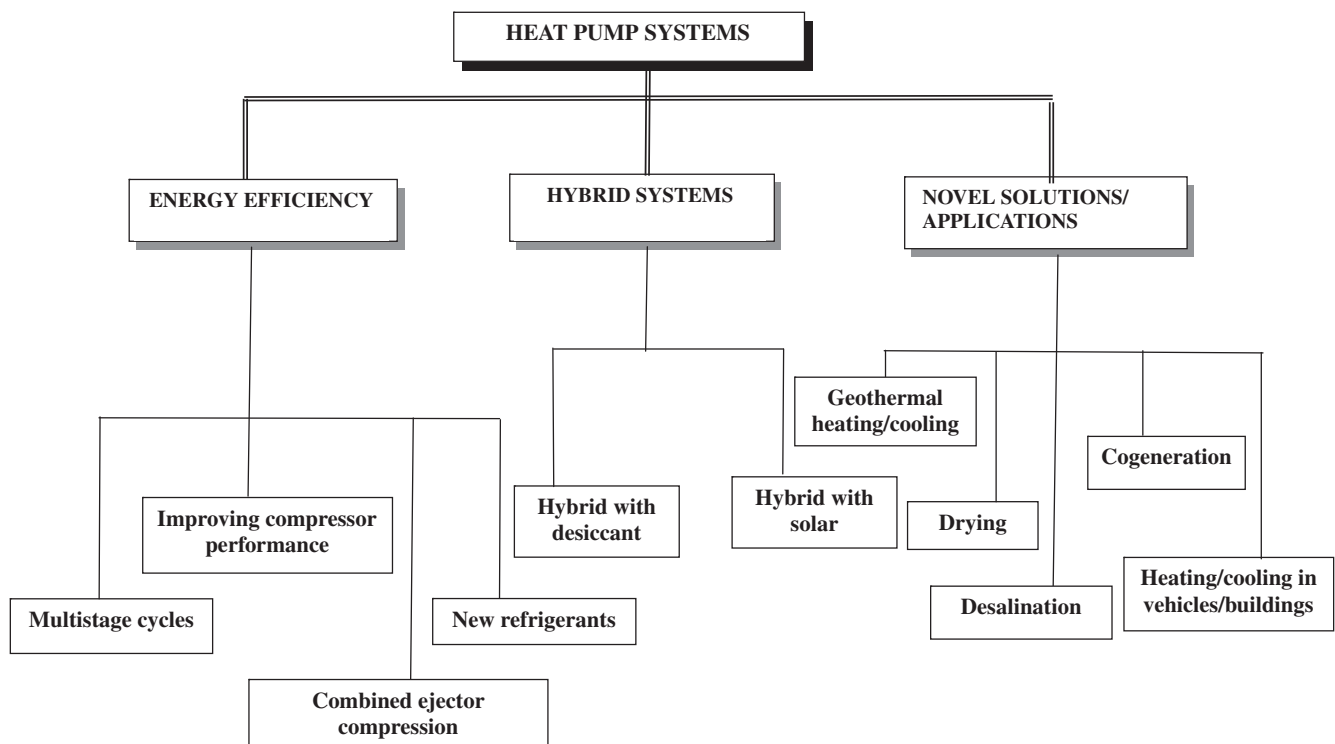 HEAT PUMP SYSTEMS
ENERGY EFFICIENCY
HYBRID SYSTEMS
NOVEL SOLUTIONS/
APPLICATIONS
Geothermal
heating/cooling
Cogeneration
Improving compressor
performance
Hybrid with
desiccant
Hybrid with
solar
Drying
Multistage cycles
New refrigerants
Desalination
Heating/cooling in
vehicles/buildings
Combined ejector
compression